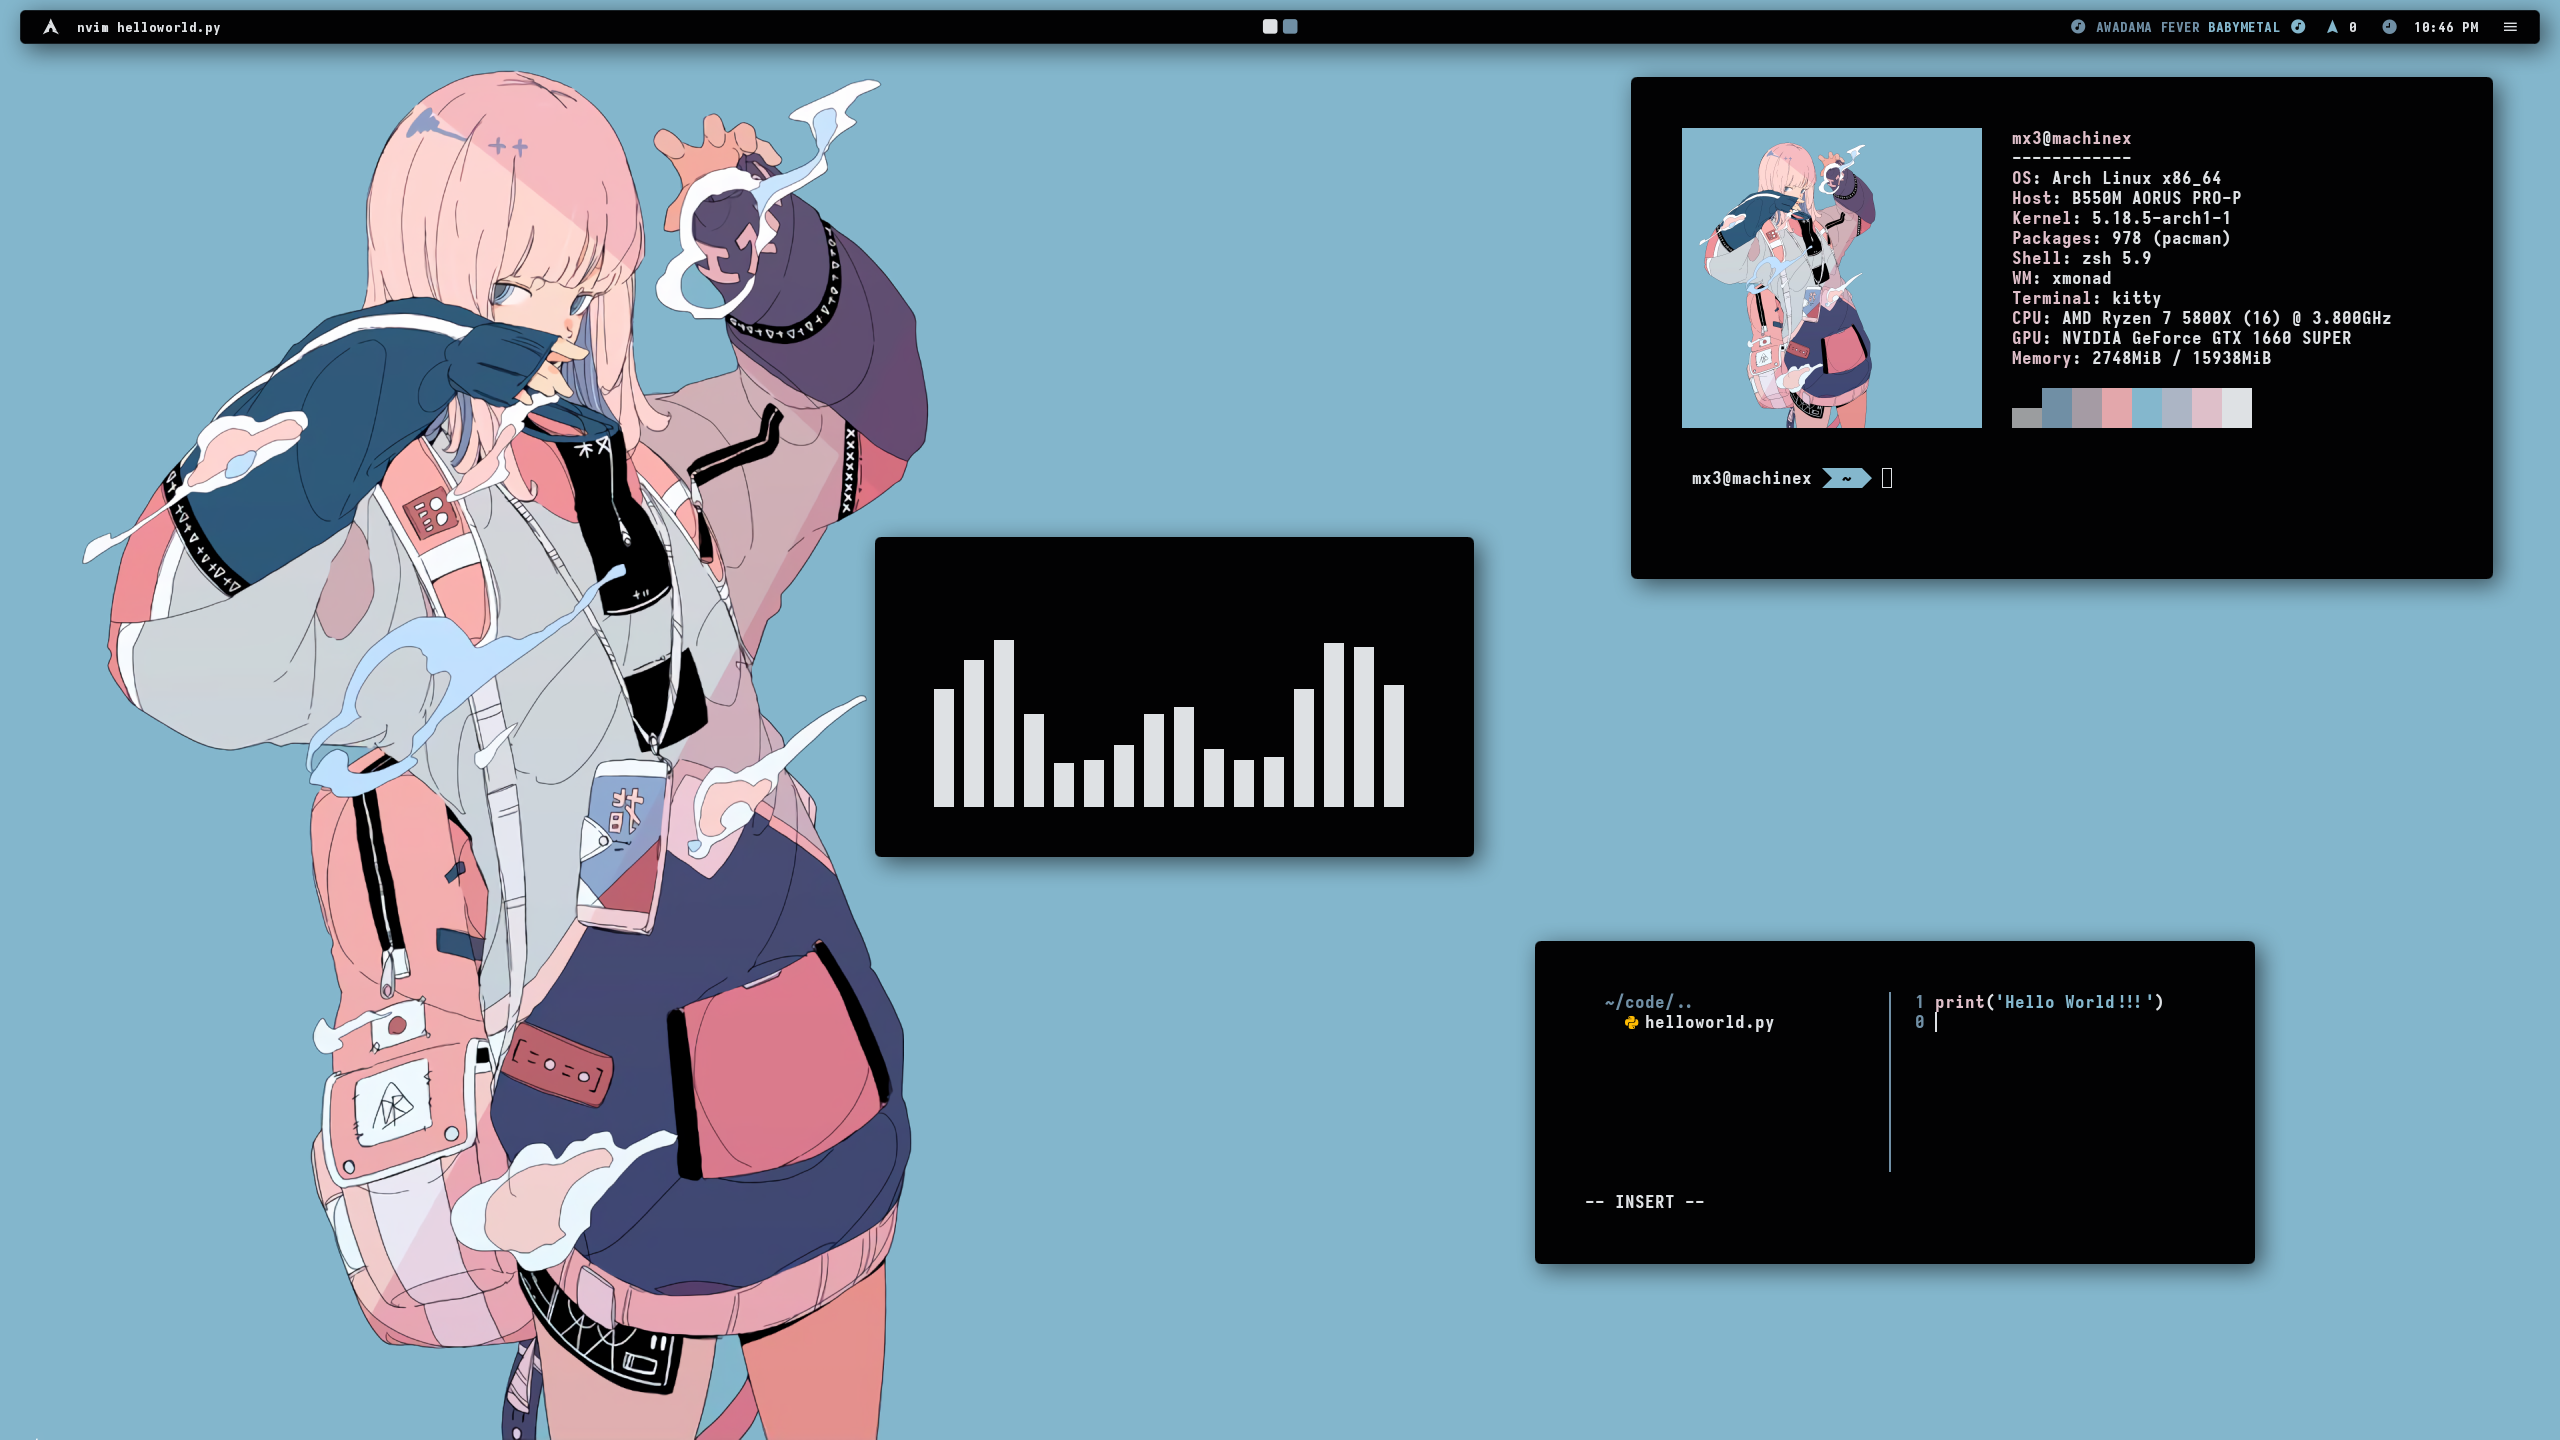 nvim helloworld.py
AWADAMA FEVER BABYMETAL
0
10:46 PM
mx3@machinex
------------
OS: Arch Linux x86_64
Host: B550M AORUS PRO-P
Kernel: 5.18.5-arch1-1
Packages: 978 (pacman)
Shell: zsh 5.9
WM: xmonad
Terminal: kitty
CPU: AMD Ryzen 7 5800X (16) @ 3.800GHz
GPU: NVIDIA GeForce GTX 1660 SUPER
Memory: 2748MiB / 15938MiB
mx3@machinex ~
~/code/..
helloworld.py
1 print('Hello World!!!')
0
-- INSERT --